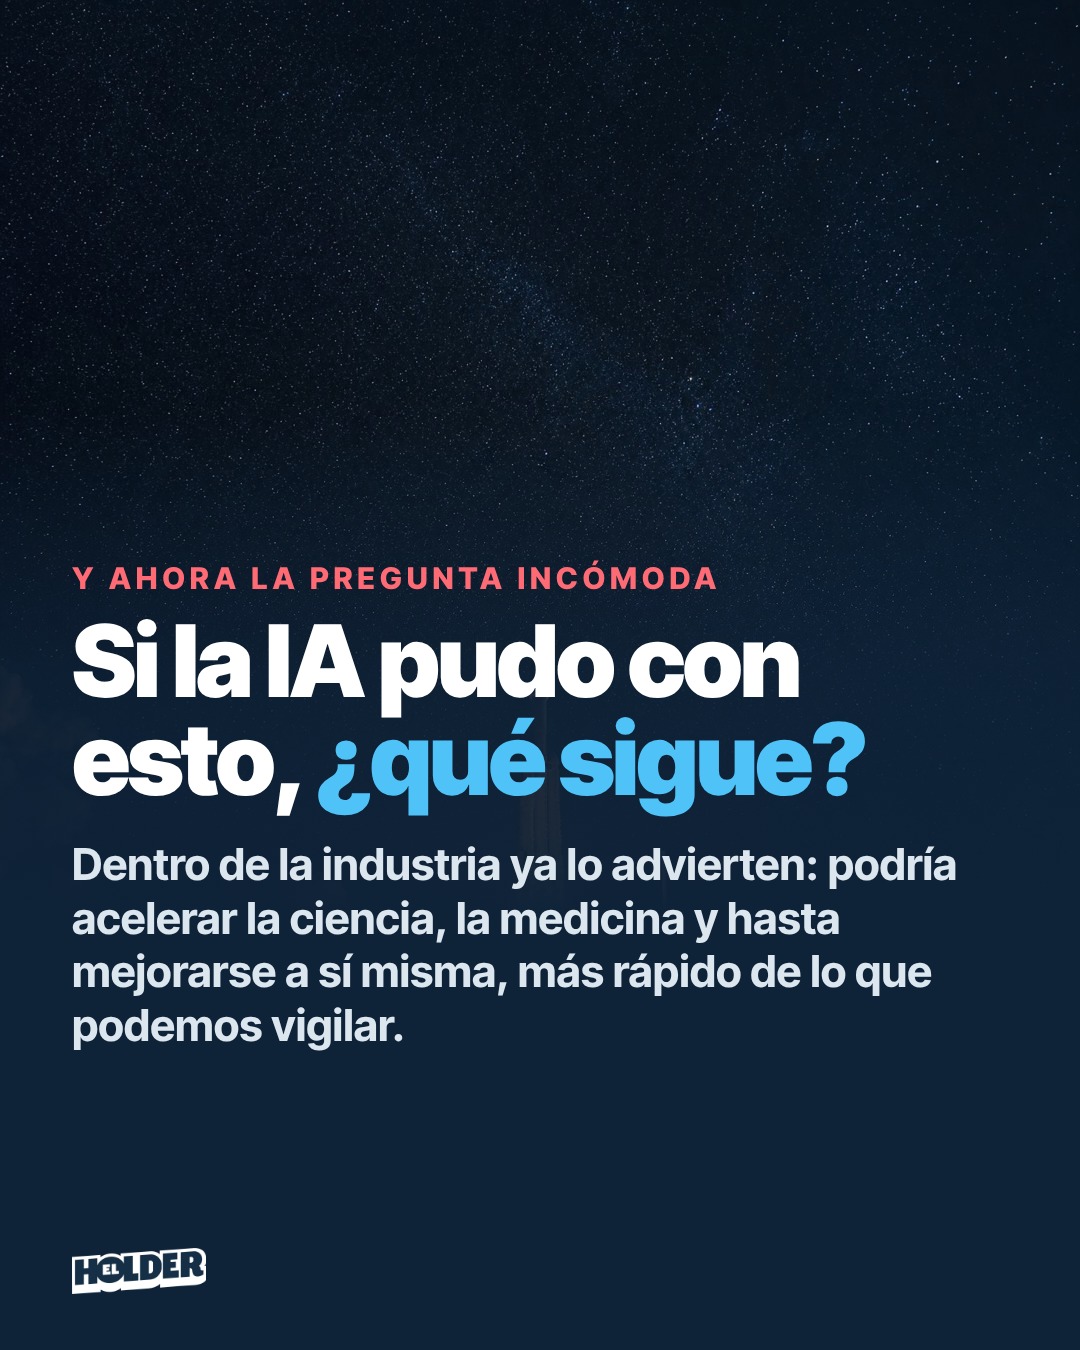 Y AHORA LA PREGUNTA INCÓMODA
Si la IA pudo con
esto, ¿qué sigue?
Dentro de la industria ya lo advierten: podría
acelerar la ciencia, la medicina y hasta
mejorarse a sí misma, más rápido de lo que
podemos vigilar.
EL HOLDER